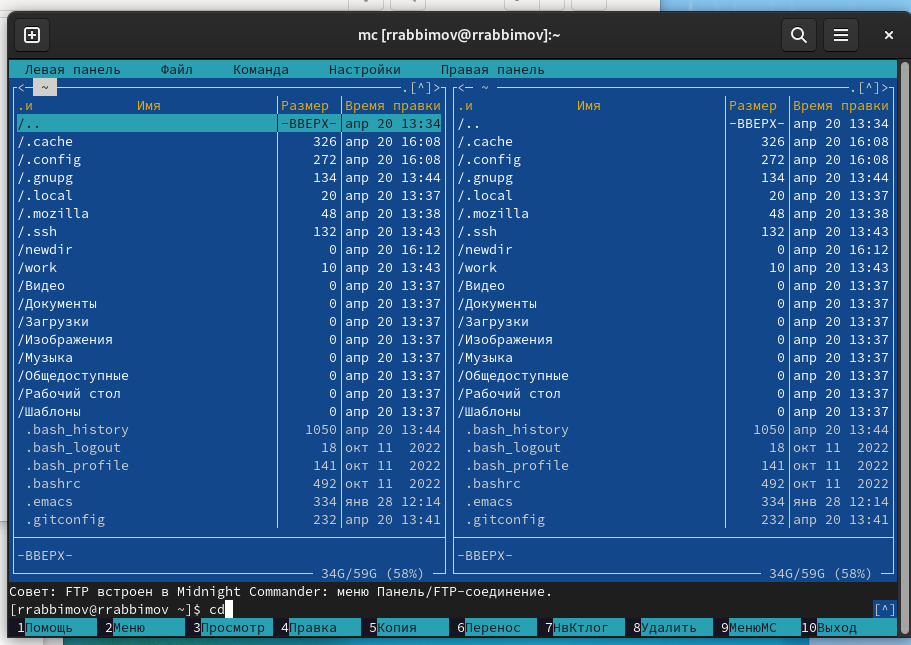 mc [rrabbimov@rrabbimov]:~
Левая панель Файл Команда Настройки Правая панель
<─ ~ .[^]> <─ ~ .[^]>
.и Имя Размер Время правки .и Имя Размер Время правки
/.. -ВВЕРХ- апр 20 13:34 /.. -ВВЕРХ- апр 20 13:34
/.cache 326 апр 20 16:08 /.cache 326 апр 20 16:08
/.config 272 апр 20 16:08 /.config 272 апр 20 16:08
/.gnupg 134 апр 20 13:44 /.gnupg 134 апр 20 13:44
/.local 20 апр 20 13:37 /.local 20 апр 20 13:37
/.mozilla 48 апр 20 13:38 /.mozilla 48 апр 20 13:38
/.ssh 132 апр 20 13:43 /.ssh 132 апр 20 13:43
/newdir 0 апр 20 16:12 /newdir 0 апр 20 16:12
/work 10 апр 20 13:43 /work 10 апр 20 13:43
/Видео 0 апр 20 13:37 /Видео 0 апр 20 13:37
/Документы 0 апр 20 13:37 /Документы 0 апр 20 13:37
/Загрузки 0 апр 20 13:37 /Загрузки 0 апр 20 13:37
/Изображения 0 апр 20 13:37 /Изображения 0 апр 20 13:37
/Музыка 0 апр 20 13:37 /Музыка 0 апр 20 13:37
/Общедоступные 0 апр 20 13:37 /Общедоступные 0 апр 20 13:37
/Рабочий стол 0 апр 20 13:37 /Рабочий стол 0 апр 20 13:37
/Шаблоны 0 апр 20 13:37 /Шаблоны 0 апр 20 13:37
.bash_history 1050 апр 20 13:44 .bash_history 1050 апр 20 13:44
.bash_logout 18 окт 11 2022 .bash_logout 18 окт 11 2022
.bash_profile 141 окт 11 2022 .bash_profile 141 окт 11 2022
.bashrc 492 окт 11 2022 .bashrc 492 окт 11 2022
.emacs 334 янв 28 12:14 .emacs 334 янв 28 12:14
.gitconfig 232 апр 20 13:41 .gitconfig 232 апр 20 13:41
-ВВЕРХ- -ВВЕРХ-
34G/59G (58%) 34G/59G (58%)
Совет: FTP встроен в Midnight Commander: меню Панель/FTP-соединение.
[rrabbimov@rrabbimov ~]$ cd [^]
1Помощь 2Меню 3Просмотр 4Правка 5Копия 6Перенос 7НвКтлог 8Удалить 9МенюMC 10Выход